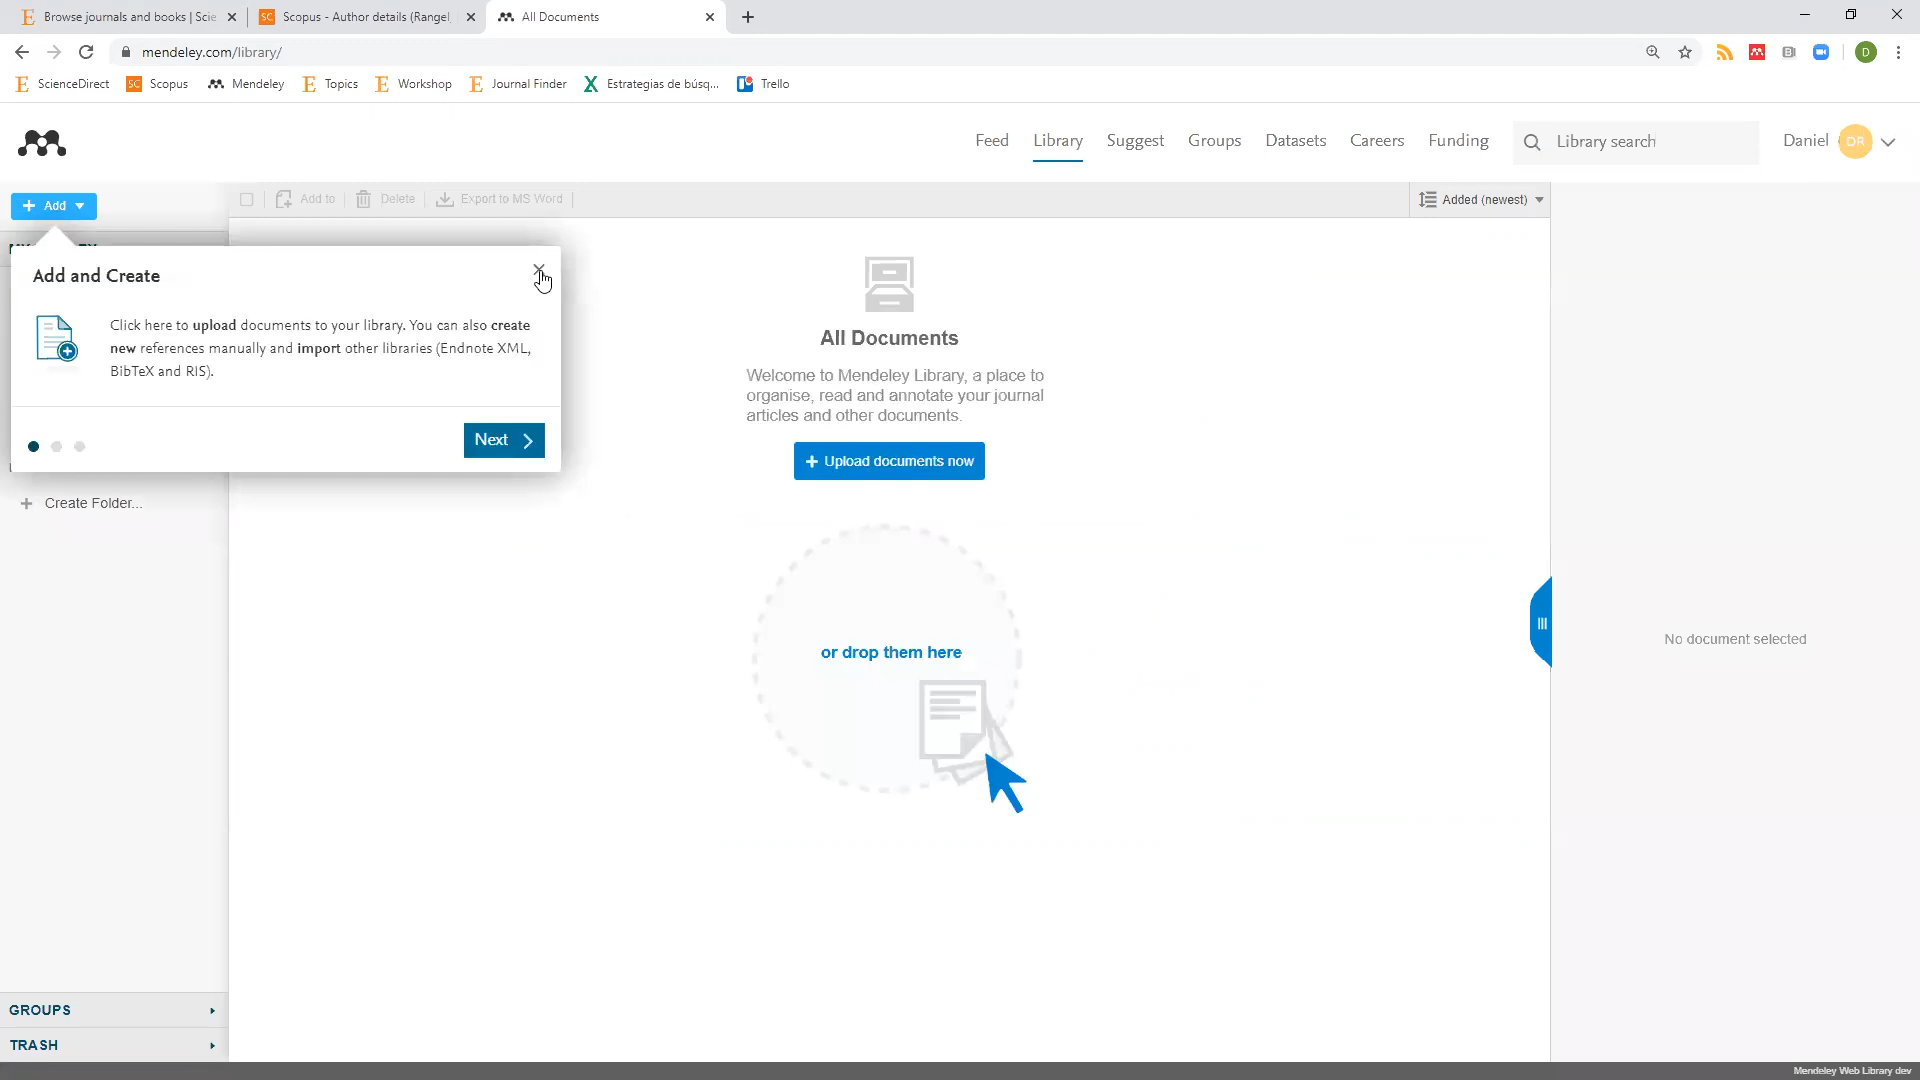 Browse journals and books | Scie
Scopus - Author details (Rangel,
All Documents
mendeley.com/library/
D
ScienceDirect
Scopus
Mendeley
Topics
Workshop
Journal Finder
Estrategias de búsq...
Trello
Feed
Library
Suggest
Groups
Datasets
Careers
Funding
Library search
Daniel
DR
Add
Add to
Delete
Export to MS Word
Added (newest)
Add and Create
Click here to upload documents to your library. You can also create
new references manually and import other libraries (Endnote XML,
BibTeX and RIS).
Next
Create Folder...
All Documents
Welcome to Mendeley Library, a place to
organise, read and annotate your journal
articles and other documents.
Upload documents now
or drop them here
No document selected
GROUPS
TRASH
Mendeley Web Library dev